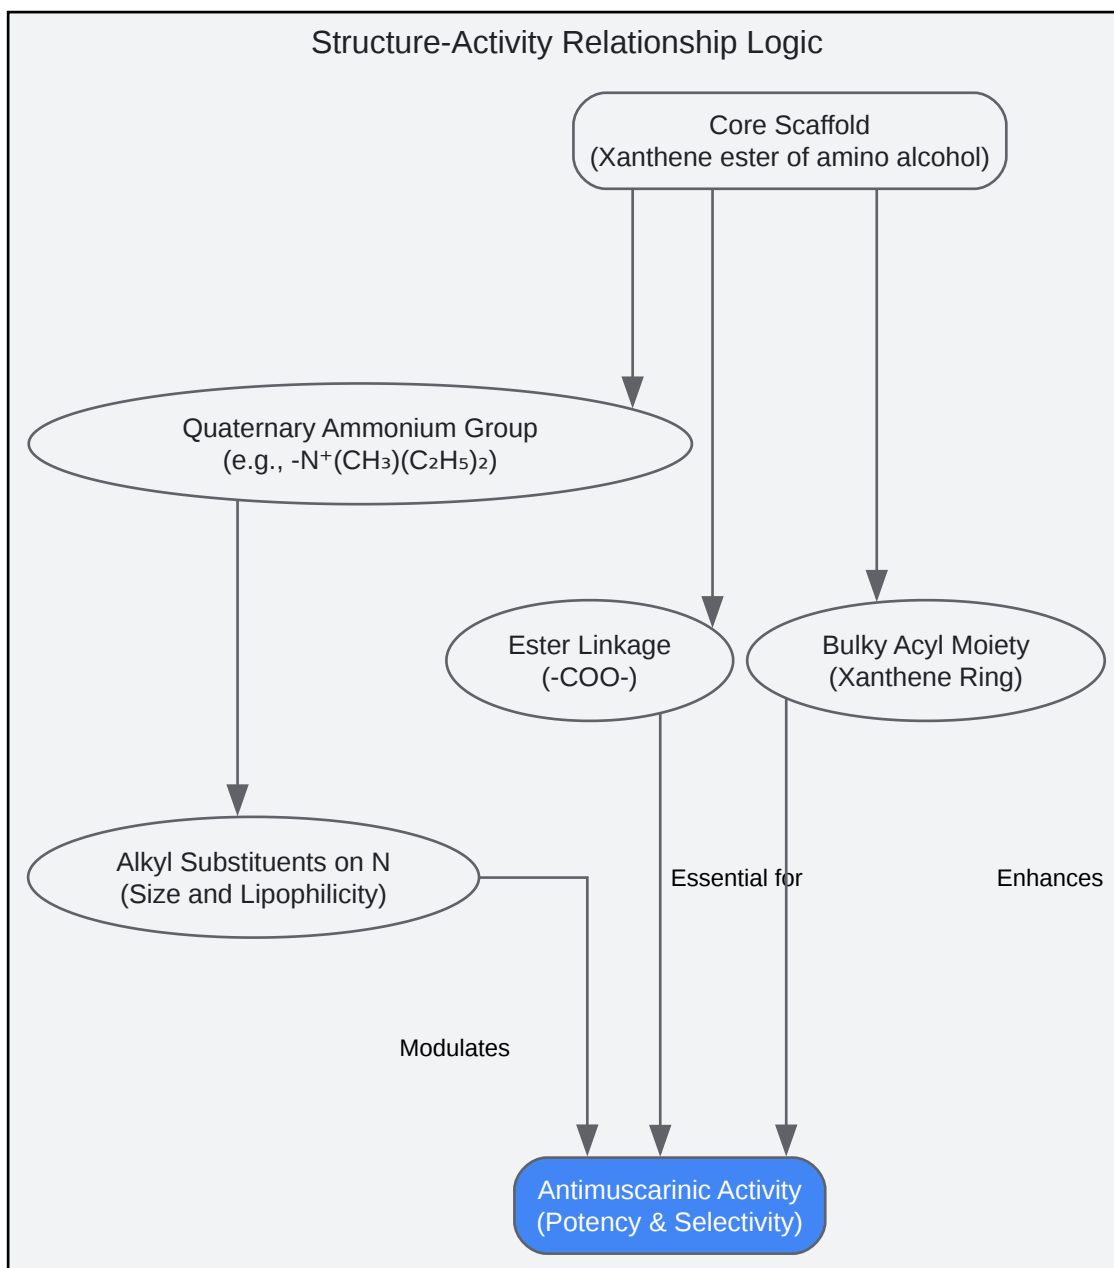 Structure-Activity Relationship Logic
Core Scaffold
(Xanthene ester of amino alcohol)
Quaternary Ammonium Group
(e.g., -N⁺(CH₃)(C₂H₅)₂)
Ester Linkage
(-COO-)
Bulky Acyl Moiety
(Xanthene Ring)
Alkyl Substituents on N
(Size and Lipophilicity)
Essential for
Enhances
Modulates
Antimuscarinic Activity
(Potency & Selectivity)